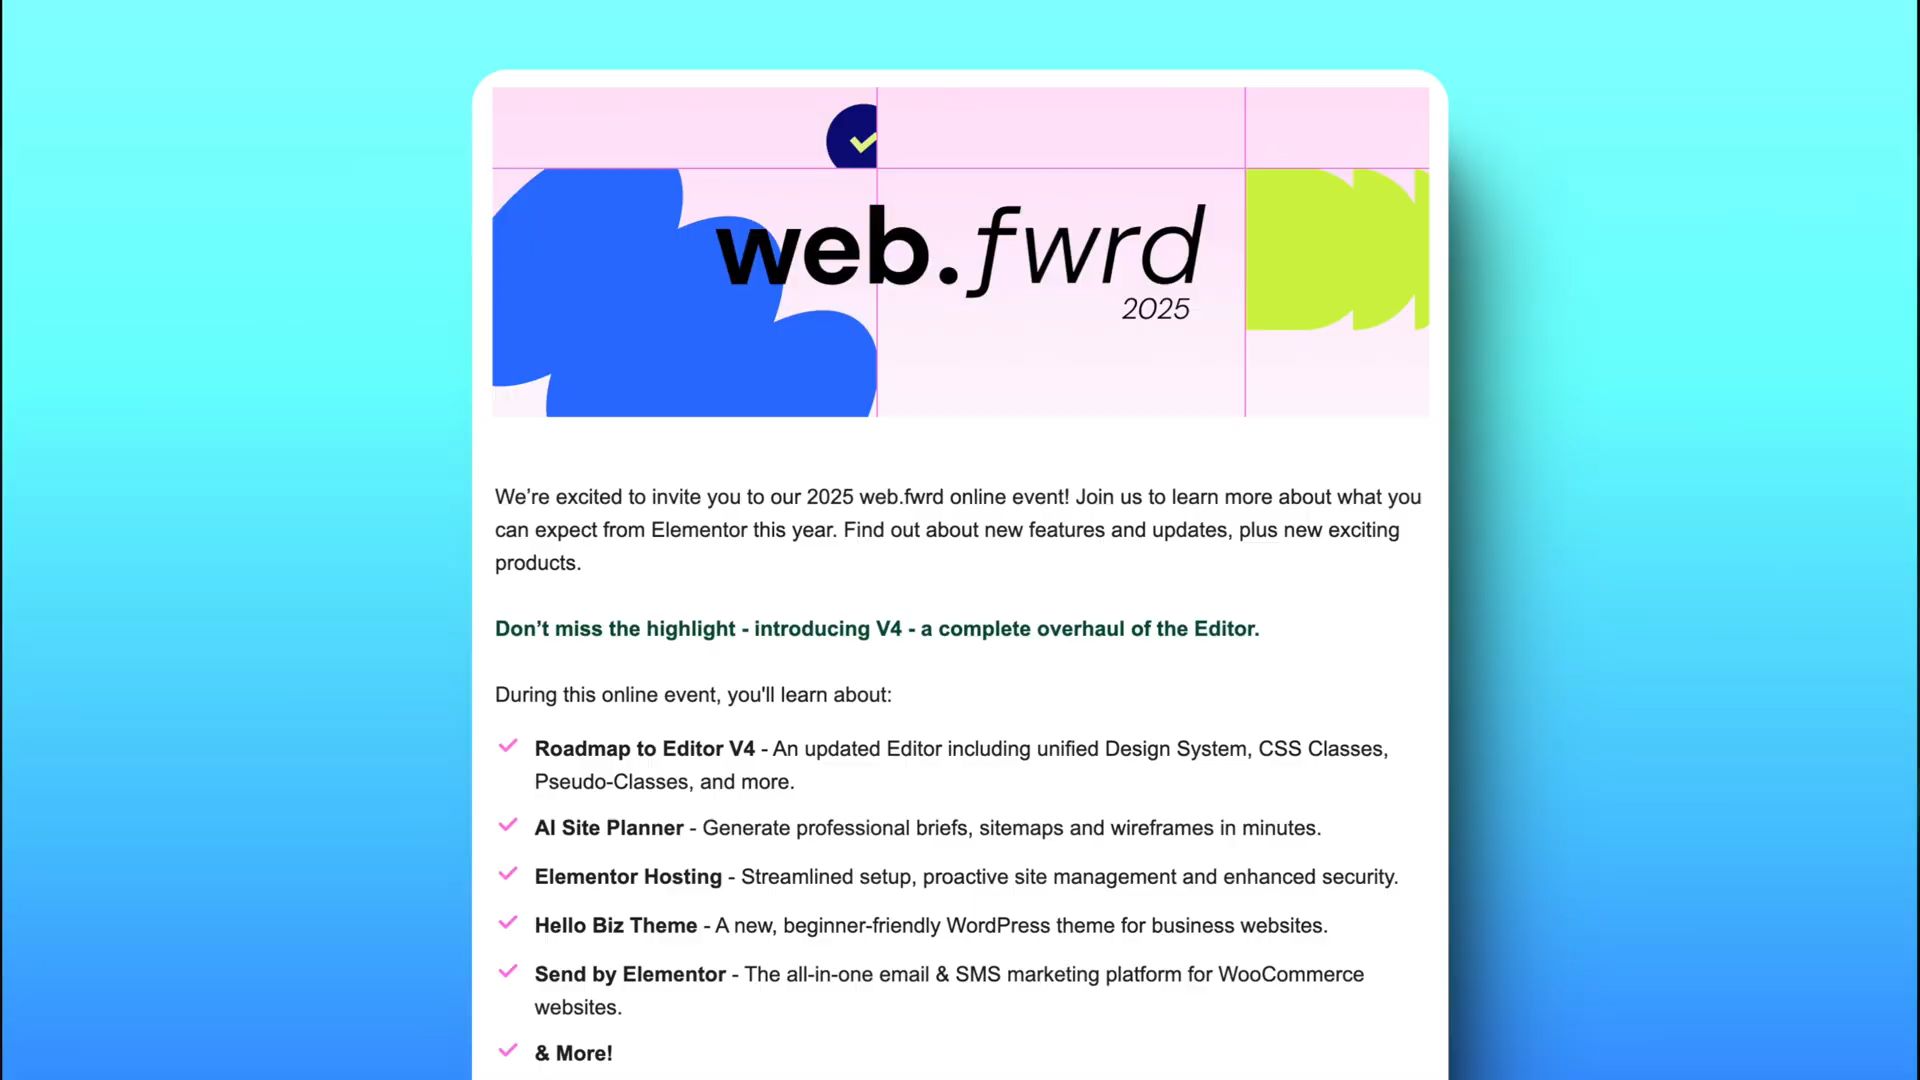 web.fwrd
2025
We’re excited to invite you to our 2025 web.fwrd online event! Join us to learn more about what you
can expect from Elementor this year. Find out about new features and updates, plus new exciting
products.
Don’t miss the highlight - introducing V4 - a complete overhaul of the Editor.
During this online event, you'll learn about:
Roadmap to Editor V4 - An updated Editor including unified Design System, CSS Classes,
Pseudo-Classes, and more.
AI Site Planner - Generate professional briefs, sitemaps and wireframes in minutes.
Elementor Hosting - Streamlined setup, proactive site management and enhanced security.
Hello Biz Theme - A new, beginner-friendly WordPress theme for business websites.
Send by Elementor - The all-in-one email & SMS marketing platform for WooCommerce
websites.
& More!